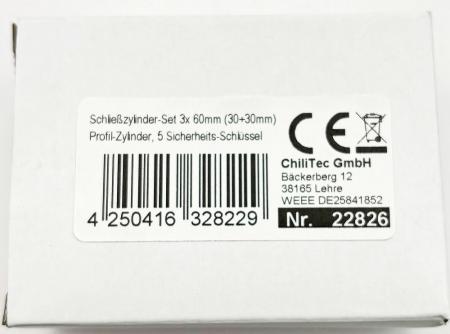 Schließzylinder-Set 3x 60mm (30+30mm)
Profil-Zylinder, 5 Sicherheits-Schlüssel
CE
ChiliTec GmbH
Bäckerberg 12
38165 Lehre
WEEE DE25841852
4 250416 328229
Nr. 22826